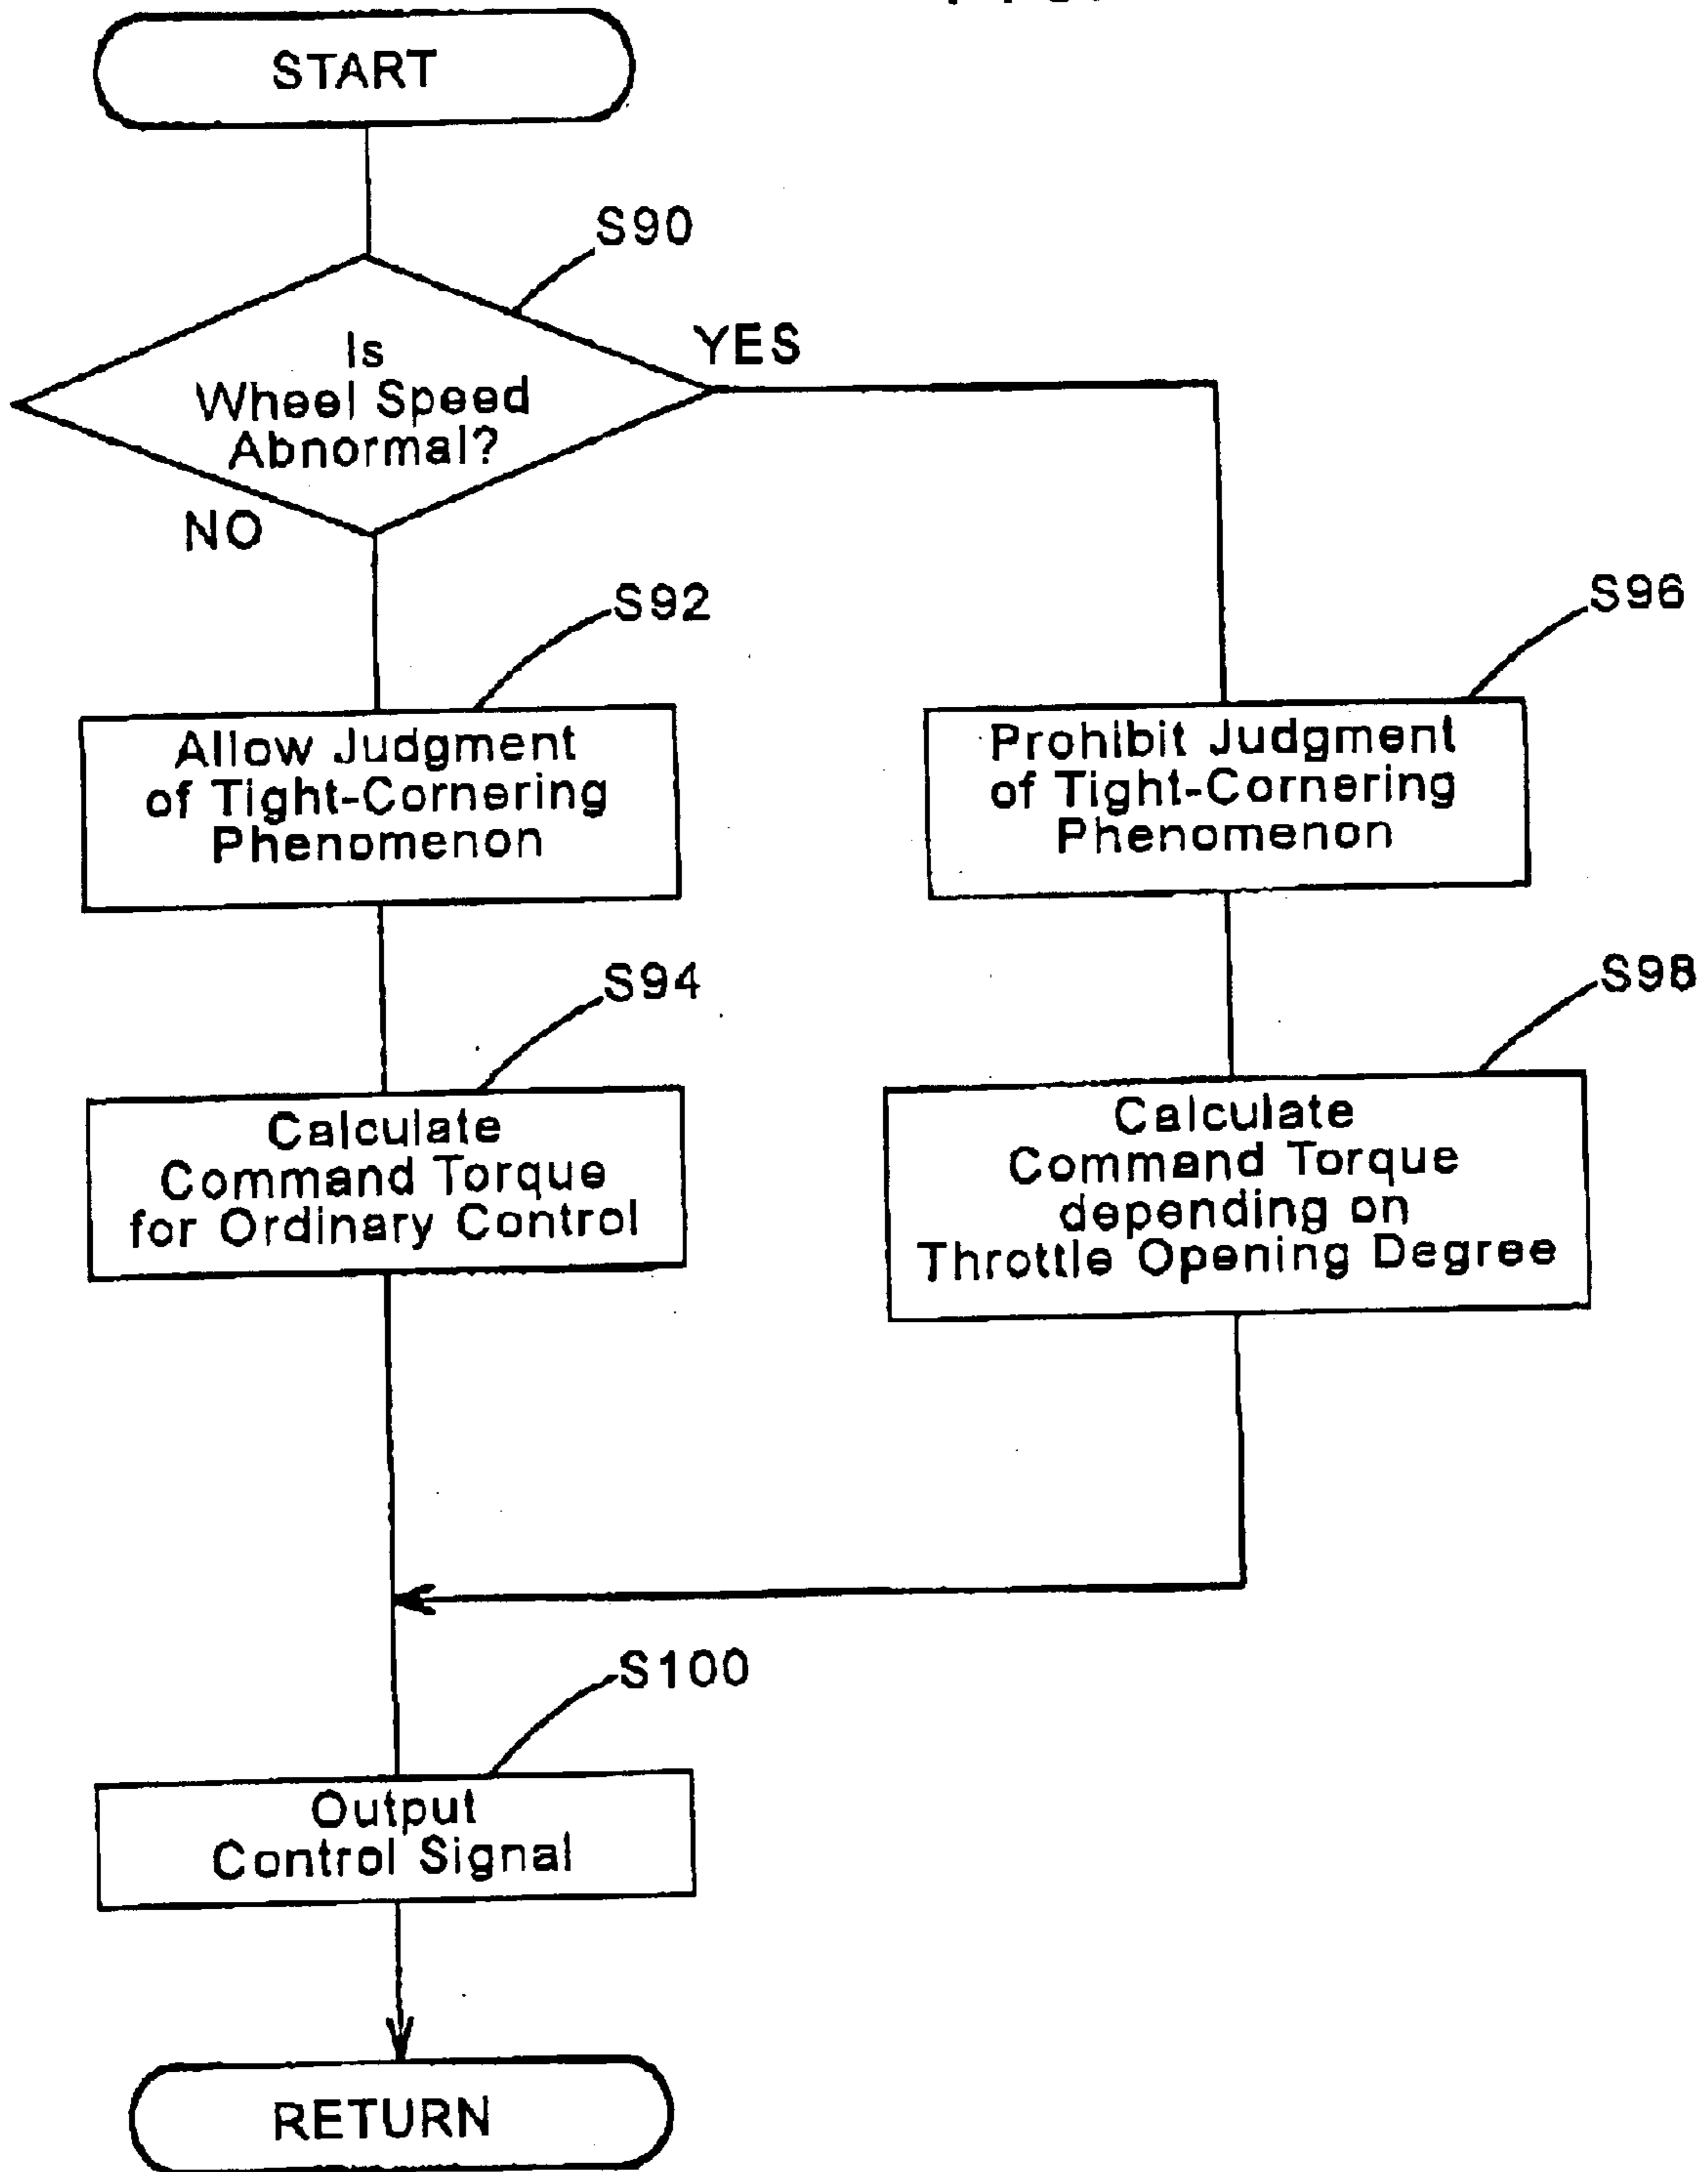 START
S90
Is
Wheel Speed
Abnormal?
YES
NO
S92
Allow Judgment
of Tight-Cornering
Phenomenon
S96
Prohibit Judgment
of Tight-Cornering
Phenomenon
S94
Calculate
Command Torque
for Ordinary Control
S98
Calculate
Command Torque
depending on
Throttle Opening Degree
S100
Output
Control Signal
RETURN